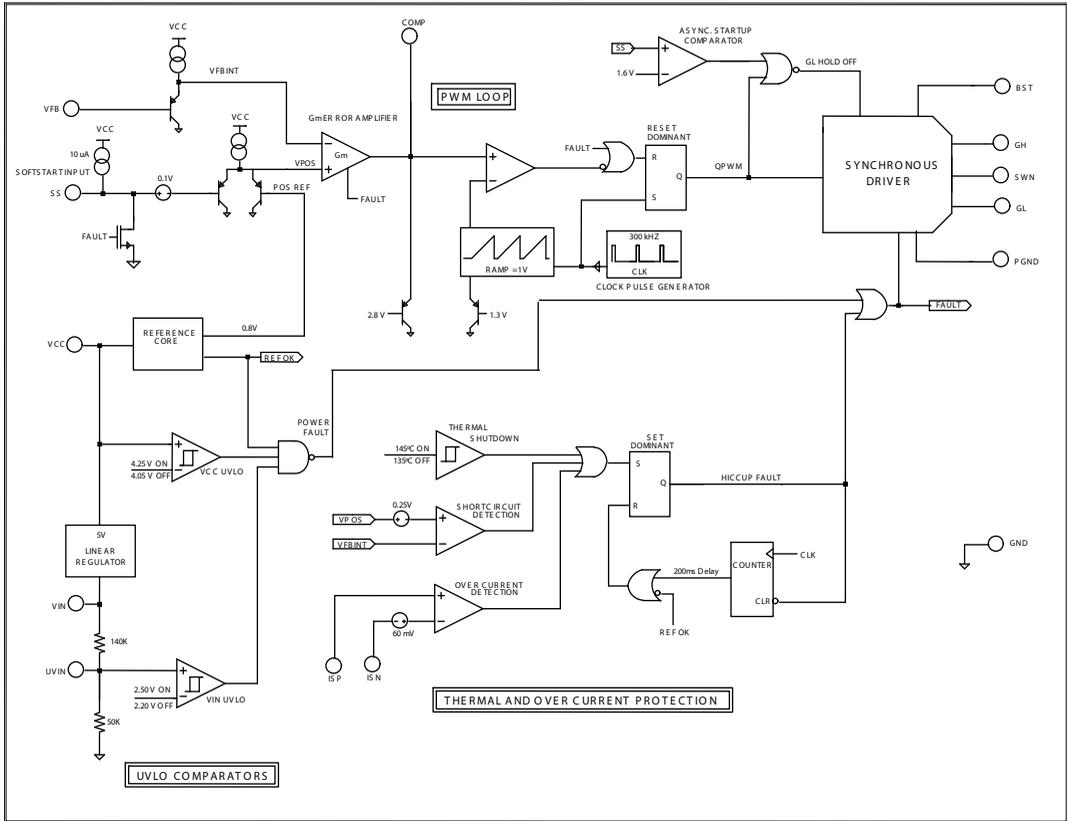 VCC
VFBINT
VFB
COMP
PWM LOOP
ASYNC. STARTUP
COMPARATOR
SS
1.6 V
GL HOLD OFF
BST
GH
SWN
GL
PGND
SYNCHRONOUS
DRIVER
VCC
10 uA
SOFTSTART INPUT
SS
0.1V
FAULT
VCC
VPOS
POS REF
GmERROR AMPLIFIER
Gm
FAULT
FAULT
RESET
DOMINANT
R
Q
S
QPWM
RAMP =1V
300 kHZ
CLK
CLOCK PULSE GENERATOR
2.8 V
1.3 V
FAULT
VCC
REFERENCE
CORE
0.8V
REFOK
POWER
FAULT
4.25 V ON
4.05 V OFF
VCC UVLO
5V
LINEAR
REGULATOR
VIN
140K
UVIN
2.50 V ON
2.20 V OFF
VIN UVLO
50K
UVLO COMPARATORS
THERMAL
SHUTDOWN
145ºC ON
135ºC OFF
VPOS
0.25V
VFBINT
SHORTCIRCUIT
DETECTION
OVER CURRENT
DETECTION
60 mV
ISP
ISN
SET
DOMINANT
S
Q
R
HICCUP FAULT
200ms Delay
REFOK
COUNTER
CLK
CLR
GND
THERMAL AND OVER CURRENT PROTECTION